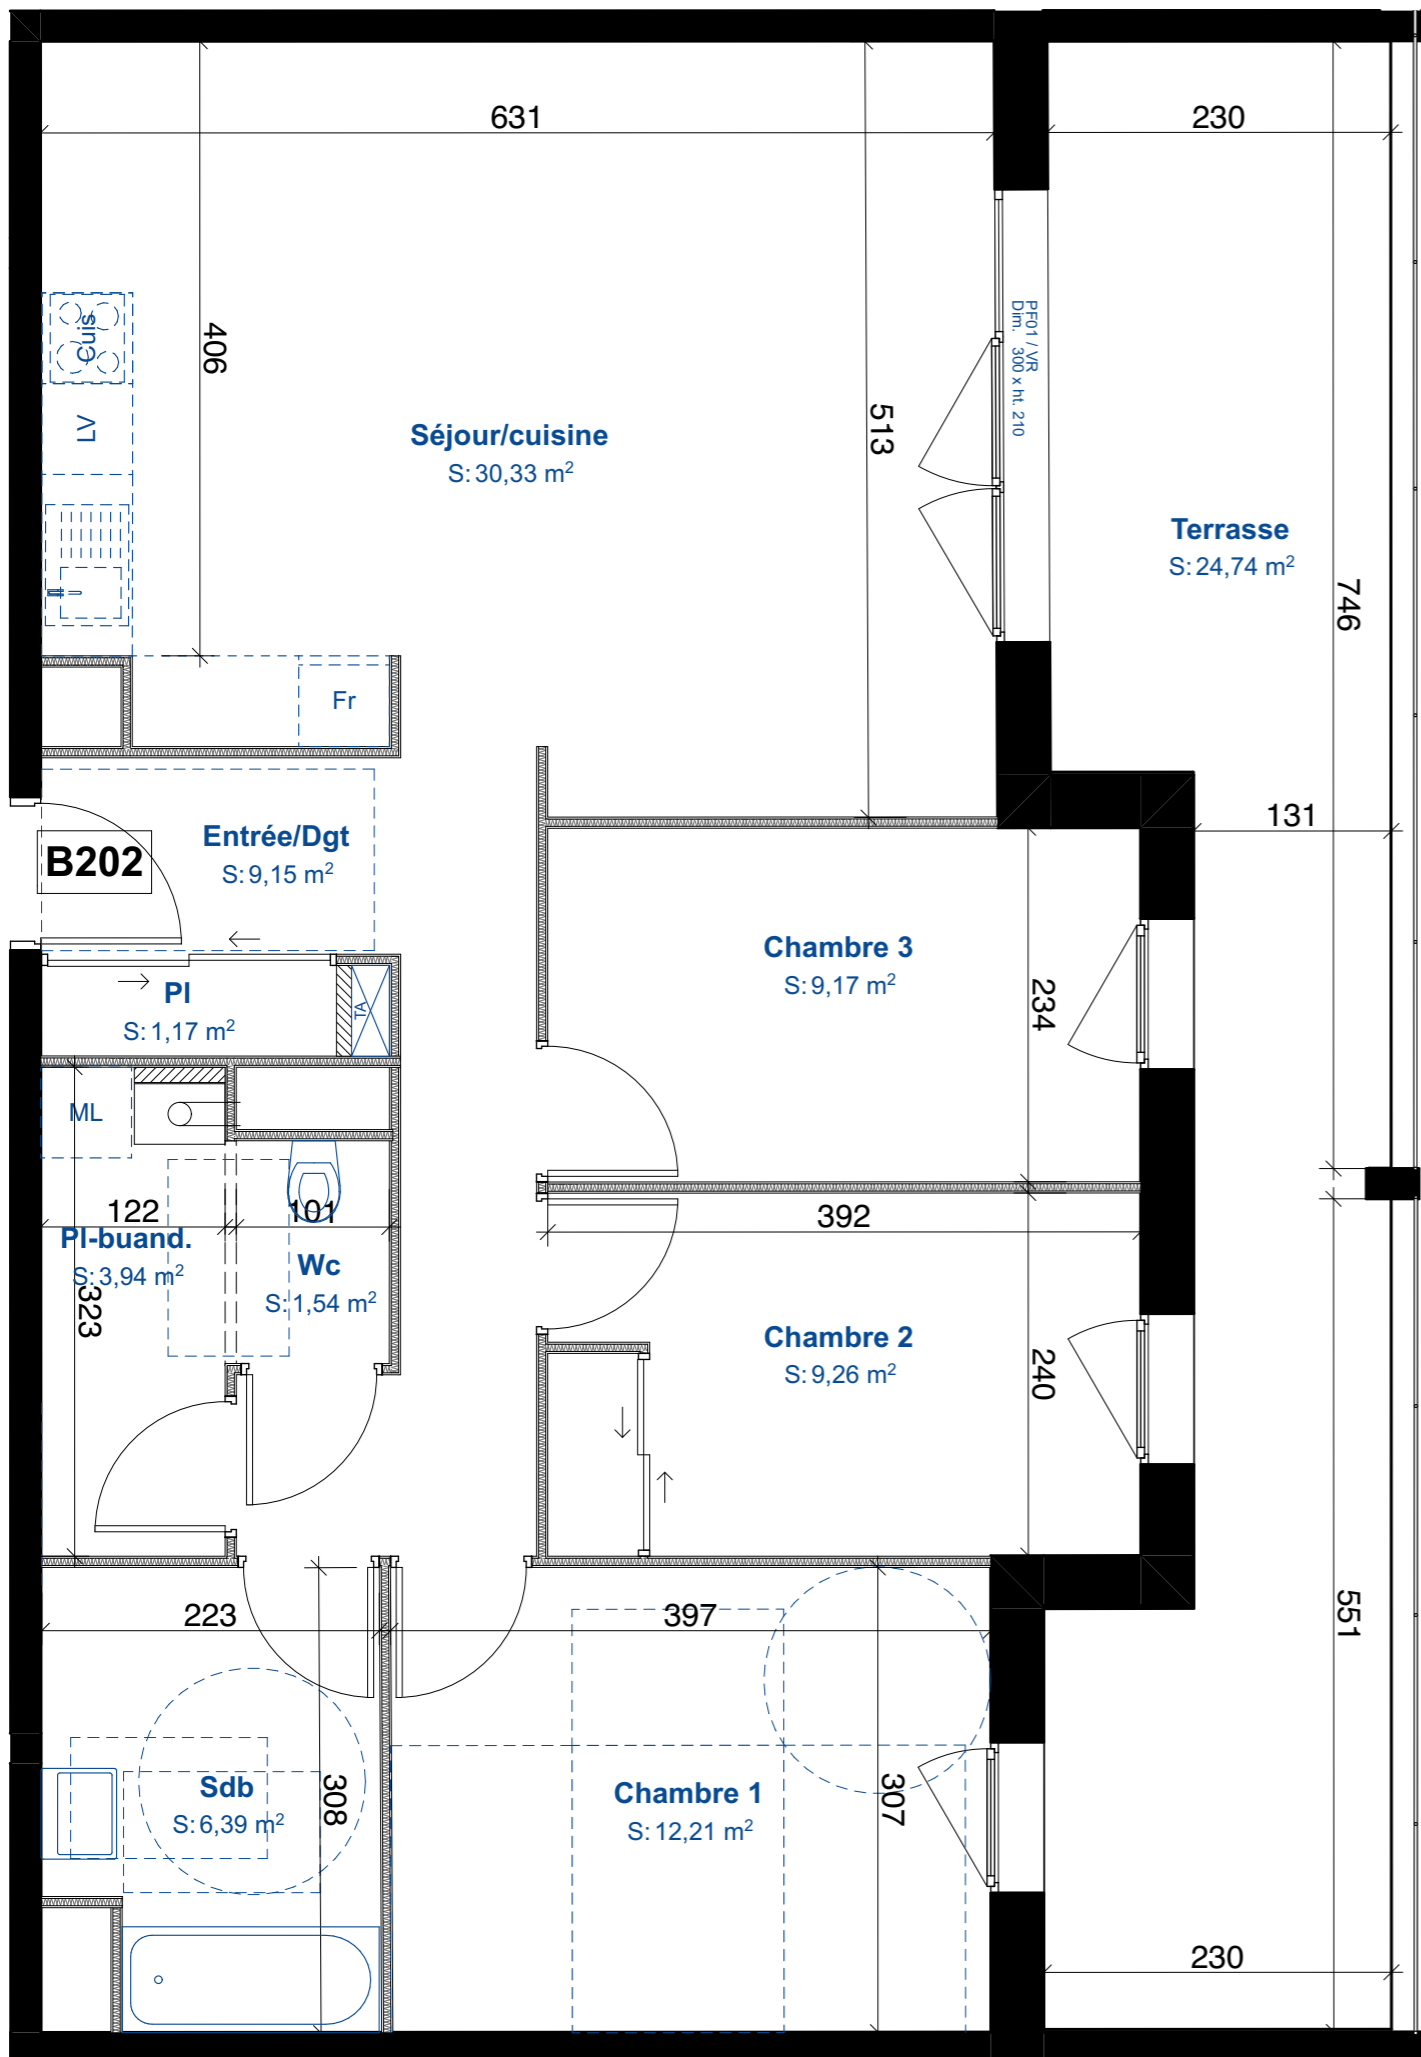 631
230
406
513
PF01 / VR
Dim. 300 x ht. 210
Cuis
LV
Séjour/cuisine
S: 30,33 m²
Terrasse
S: 24,74 m²
746
Fr
131
Entrée/Dgt
S: 9,15 m²
B202
Chambre 3
S: 9,17 m²
234
Pl
S: 1,17 m²
TA
ML
122
101
392
Pl-buand.
S: 3,94 m²
323
Wc
S: 1,54 m²
Chambre 2
S: 9,26 m²
240
223
397
551
Sdb
S: 6,39 m²
308
Chambre 1
S: 12,21 m²
307
230